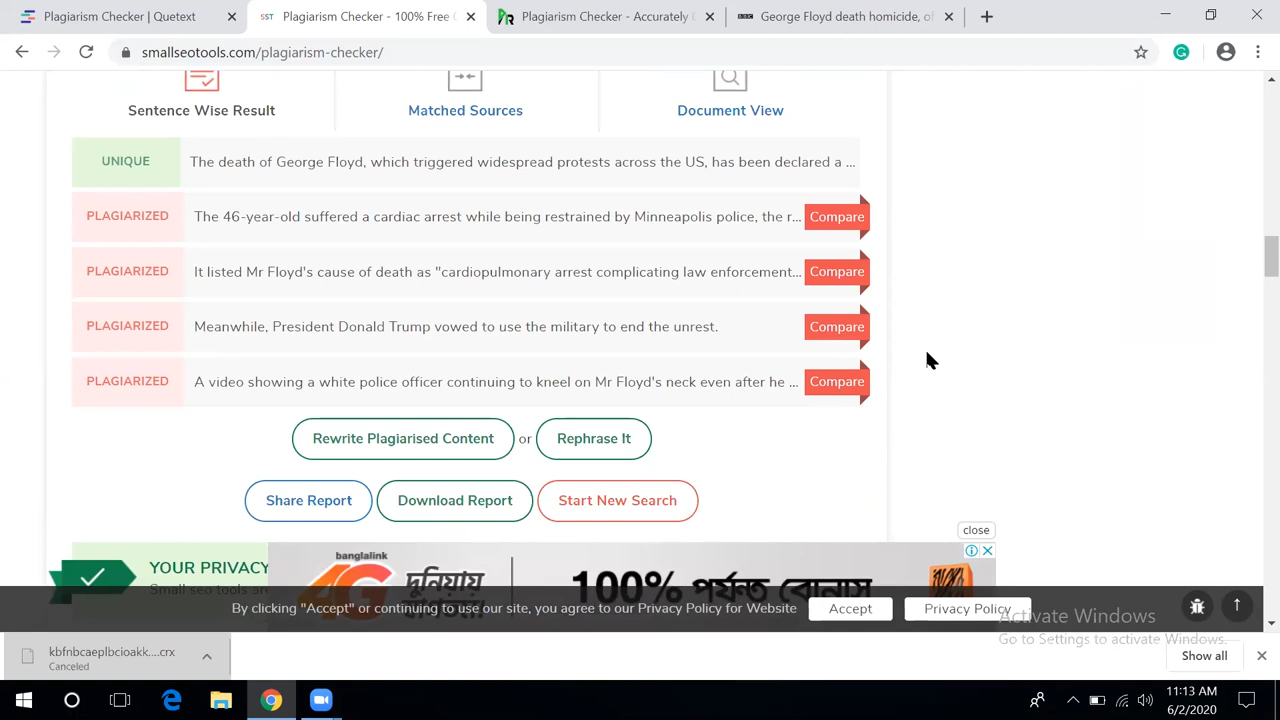 Plagiarism Checker | Quetext
SST Plagiarism Checker - 100% Free
Plagiarism Checker - Accurately
BBC George Floyd death homicide, of
smallseotools.com/plagiarism-checker/
Sentence Wise Result
Matched Sources
Document View
UNIQUE
The death of George Floyd, which triggered widespread protests across the US, has been declared a ...
PLAGIARIZED
The 46-year-old suffered a cardiac arrest while being restrained by Minneapolis police, the r...
Compare
PLAGIARIZED
It listed Mr Floyd's cause of death as "cardiopulmonary arrest complicating law enforcement...
Compare
PLAGIARIZED
Meanwhile, President Donald Trump vowed to use the military to end the unrest.
Compare
PLAGIARIZED
A video showing a white police officer continuing to kneel on Mr Floyd's neck even after he ...
Compare
Rewrite Plagiarised Content or Rephrase It
Share Report
Download Report
Start New Search
close
YOUR PRIVACY
Small seo tools are
banglalink
4G
দুনিয়ায়
100% পর্যন্ত বোনাস
By clicking "Accept" or continuing to use our site, you agree to our Privacy Policy for Website
Accept
Privacy Policy
Activate Windows
Go to Settings to activate Windows.
kbfnbcaeplbcioakk....crx
Canceled
Show all
11:13 AM
6/2/2020